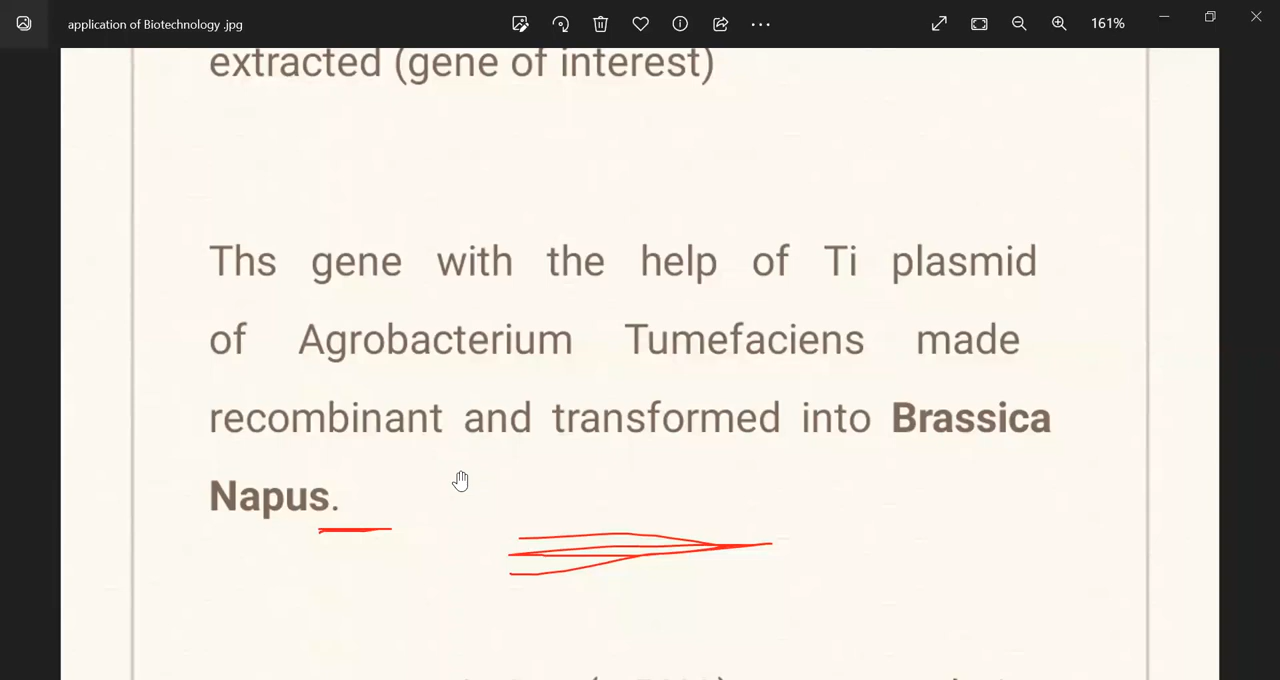 application of Biotechnology .jpg
161%
extracted (gene of interest)
Ths gene with the help of Ti plasmid
of Agrobacterium Tumefaciens made
recombinant and transformed into Brassica
Napus.